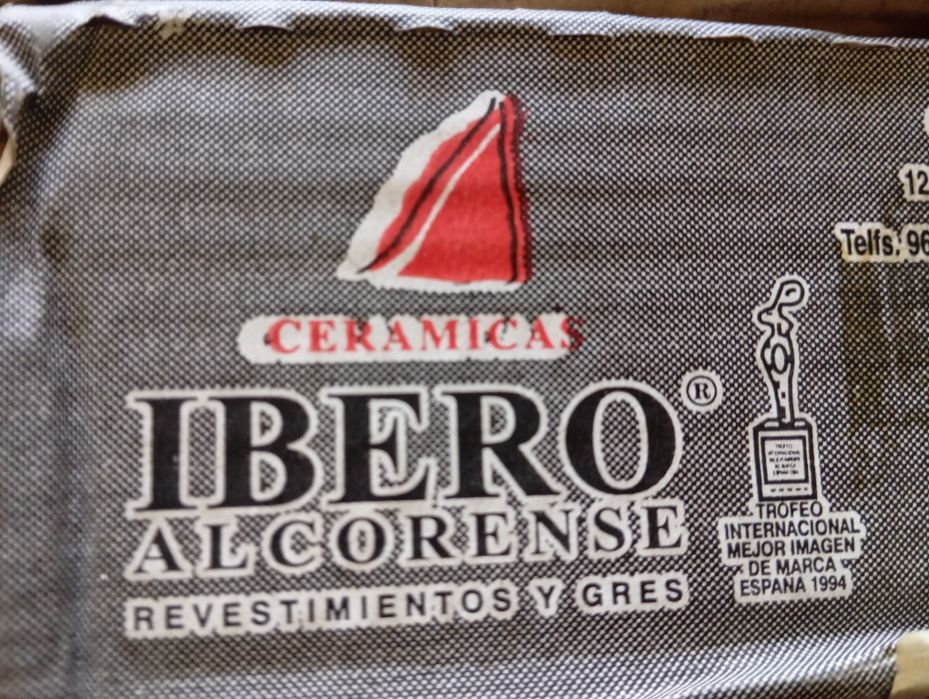 12
Telfs. 96
CERAMICAS
IBERO®
ALCORENSE
REVESTIMIENTOS Y GRES
TROFEO
INTERNACIONAL
MEJOR IMAGEN
DE MARCA
ESPANA 1994